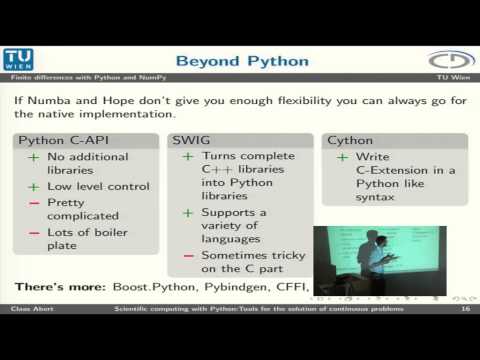 TU
WIEN
Beyond Python
CD
Finite differences with Python and NumPy
TU Wien
If Numba and Hope don't give you enough flexibility you can always go for
the native implementation.
Python C-API
+ No additional
libraries
+ Low level control
− Pretty
complicated
− Lots of boiler
plate
SWIG
+ Turns complete
C++ libraries
into Python
libraries
+ Supports a
variety of
languages
− Sometimes tricky
on the C part
Cython
+ Write
C-Extension in a
Python like
syntax
There's more: Boost.Python, Pybindgen, CFFI,
Claas Abert
Scientific computing with Python:Tools for the solution of continuous problems
16